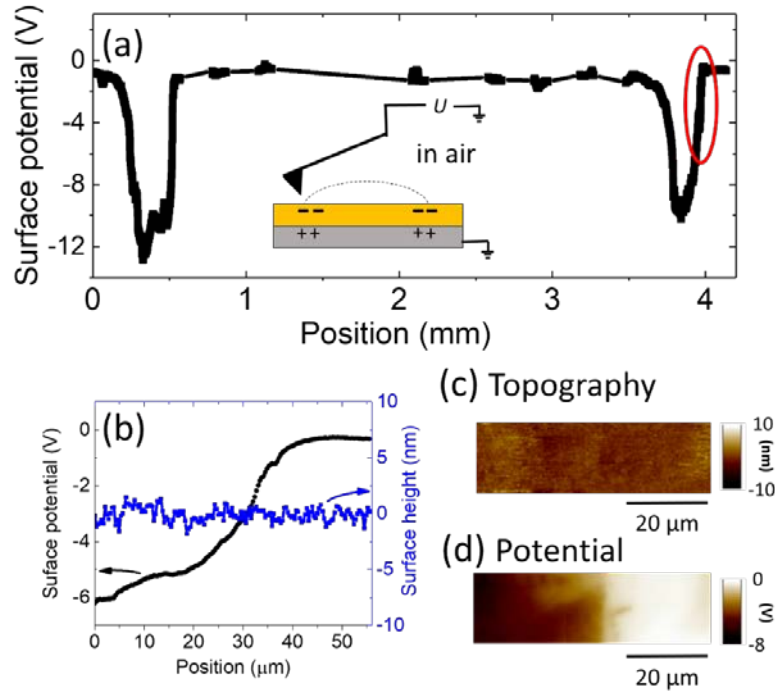 (a)
Surface potential (V)
0
-4
-8
-12
U
in air
0 1 2 3 4
Position (mm)
(b)
Suface potential (V)
0
-2
-4
-6
10
5
0
-5
-10
Surface height (nm)
0 10 20 30 40 50
Position (μm)
(c) Topography
10
(nm)
-10
20 μm
(d) Potential
0
(V)
-8
20 μm